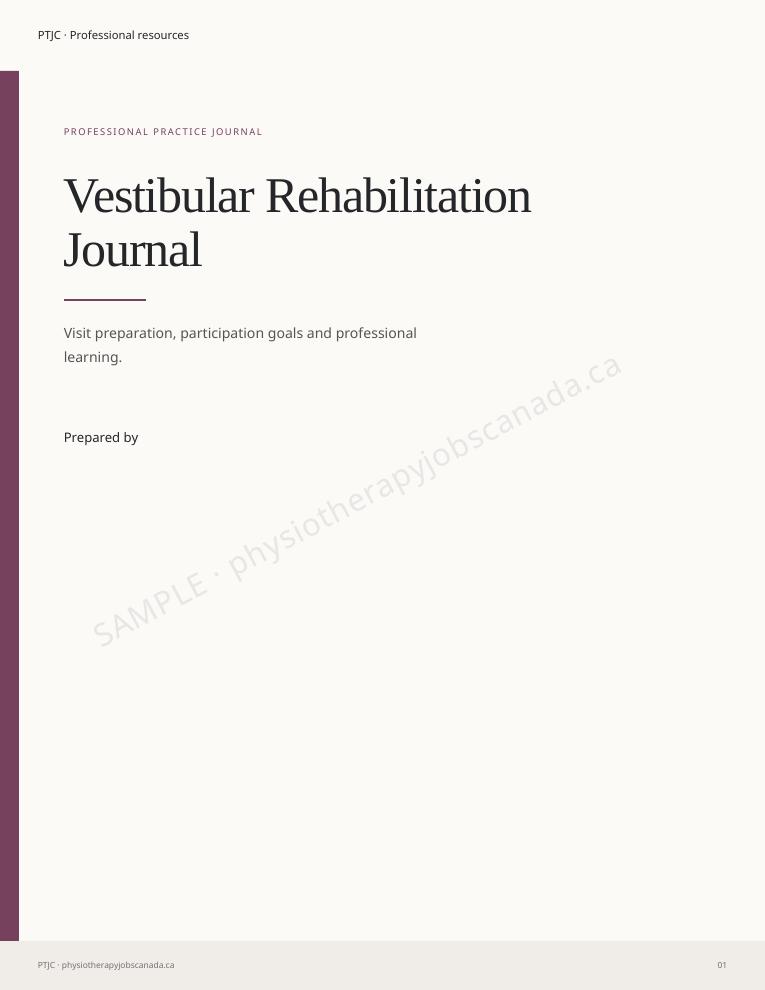 PTJC · Professional resources
PROFESSIONAL PRACTICE JOURNAL
Vestibular Rehabilitation
Journal
Visit preparation, participation goals and professional
learning.
Prepared by
SAMPLE · physiotherapyjobscanada.ca
PTJC · physiotherapyjobscanada.ca
01